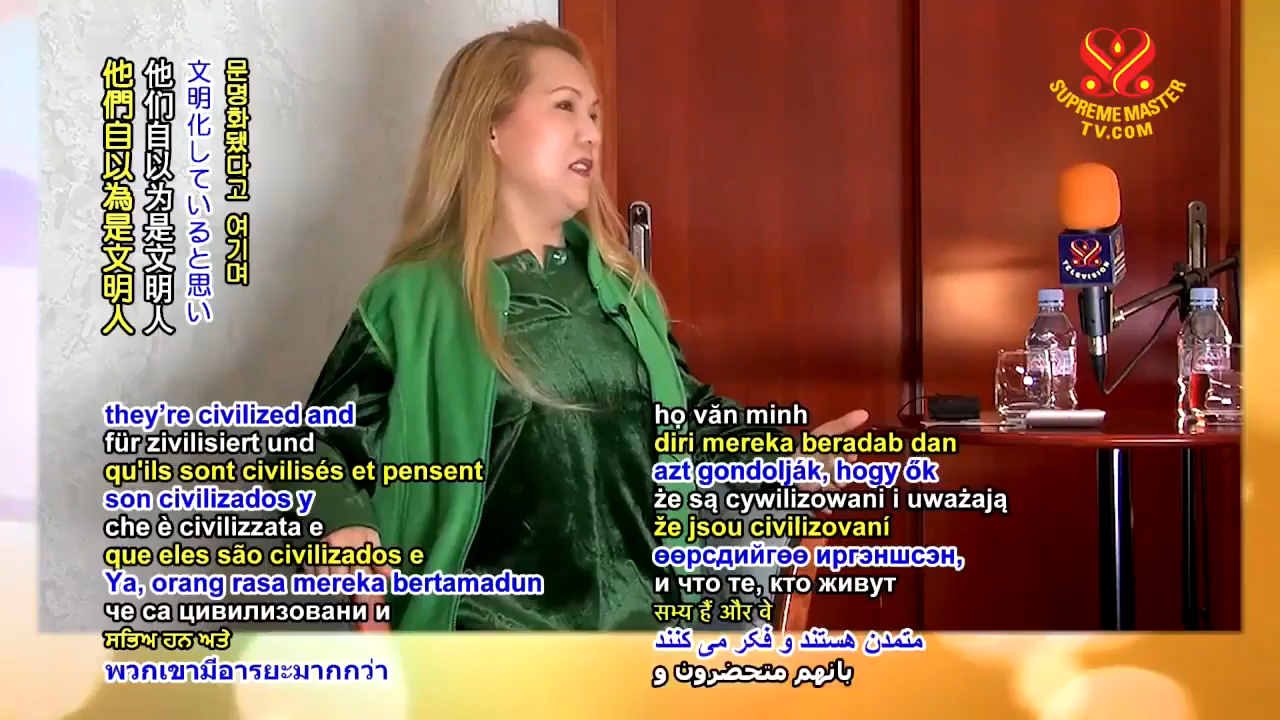 他們自以為是文明人
他们自以为是文明人
文明化していると思い
문명화됐다고 여기며
SUPREME MASTER
TV.COM
TELEVISION
they're civilized and
für zivilisiert und
qu'ils sont civilisés et pensent
son civilizados y
che è civilizzata e
que eles são civilizados e
Ya, orang rasa mereka bertamadun
че са цивилизовани и
ਸਭਿਅ ਹਨ ਅਤੇ
พวกเขามีอารยะมากกว่า
họ văn minh
diri mereka beradab dan
azt gondolják, hogy ők
że są cywilizowani i uważają
že jsou civilizovaní
өөрсдийгөө иргэншсэн,
и что те, кто живут
सभ्य हैं और वे
متمدن هستند و فکر می کنند
بانهم متحضرون و